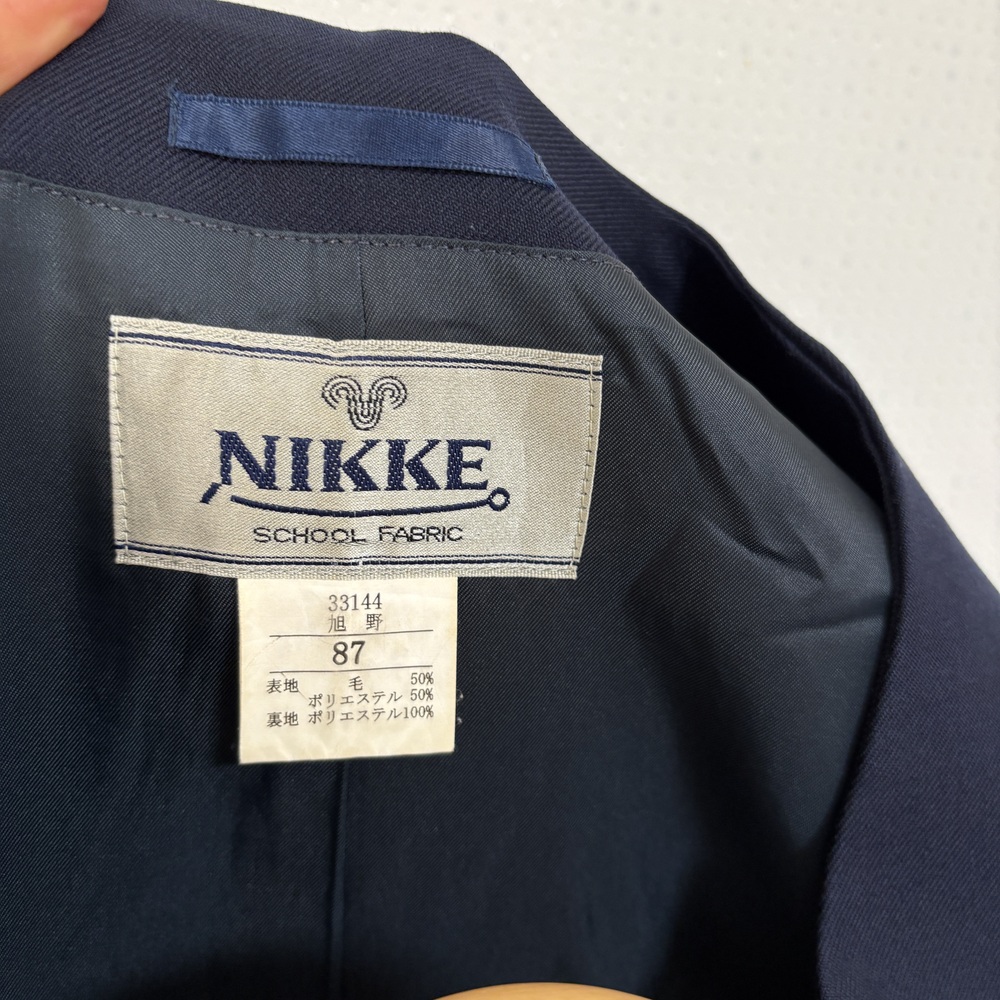 NIKKE
SCHOOL FABRIC
33144
旭 野
87
表地 毛 50%
ポリエステル 50%
裏地 ポリエステル100%